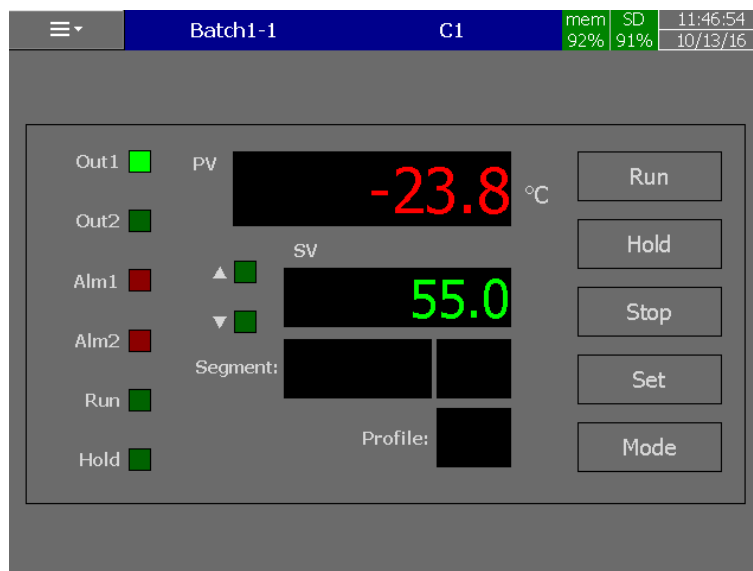 Batch1-1 C1 mem SD 11:46:54
92% 91% 10/13/16
Out1 PV -23.8 °C Run
Out2
SV Hold
Alm1 55.0 Stop
Alm2
Segment: Set
Run
Profile: Mode
Hold